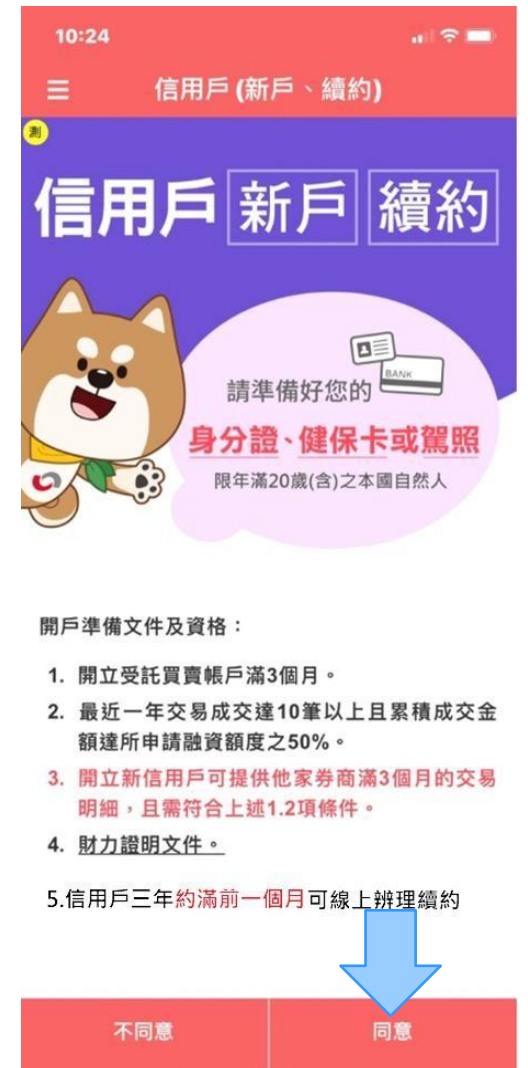 10:24
信用戶 (新戶、續約)
測
信用戶 新戶 續約
BANK
請準備好您的
身分證、健保卡或駕照
限年滿20歲(含)之本國自然人
開戶準備文件及資格：
1. 開立受託買賣帳戶滿3個月。
2. 最近一年交易成交達10筆以上且累積成交金
額達所申請融資額度之50%。
3. 開立新信用戶可提供他家券商滿3個月的交易
明細，且需符合上述1.2項條件。
4. 財力證明文件。
5.信用戶三年約滿前一個月可線上辨理續約
不同意
同意